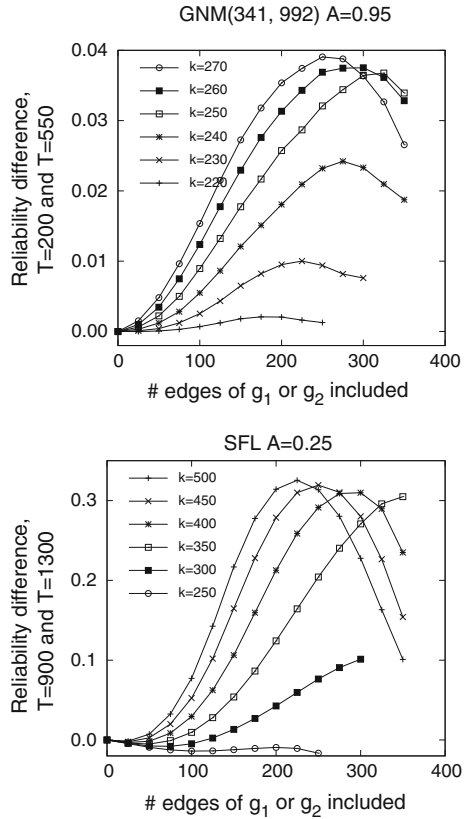 GNM(341, 992) A=0.95
0.04
0.03
0.02
0.01
0.00
Reliability difference,
T=200 and T=550
k=270
k=260
k=250
k=240
k=230
k=220
0 100 200 300 400
# edges of g1 or g2 included
SFL A=0.25
0.3
0.2
0.1
0.0
Reliability difference,
T=900 and T=1300
k=500
k=450
k=400
k=350
k=300
k=250
0 100 200 300 400
# edges of g1 or g2 included